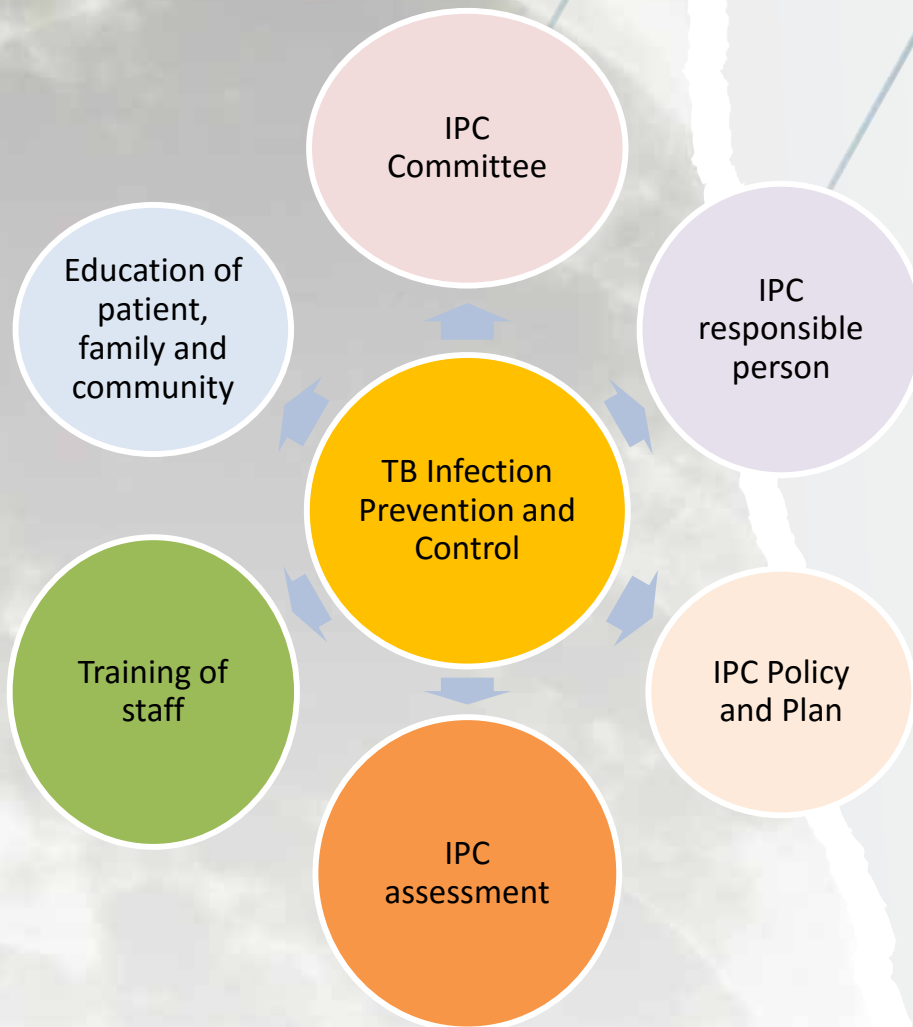 IPC
Committee
IPC
responsible
person
IPC Policy
and Plan
IPC
assessment
Training of
staff
Education of
patient,
family and
community
TB Infection
Prevention and
Control